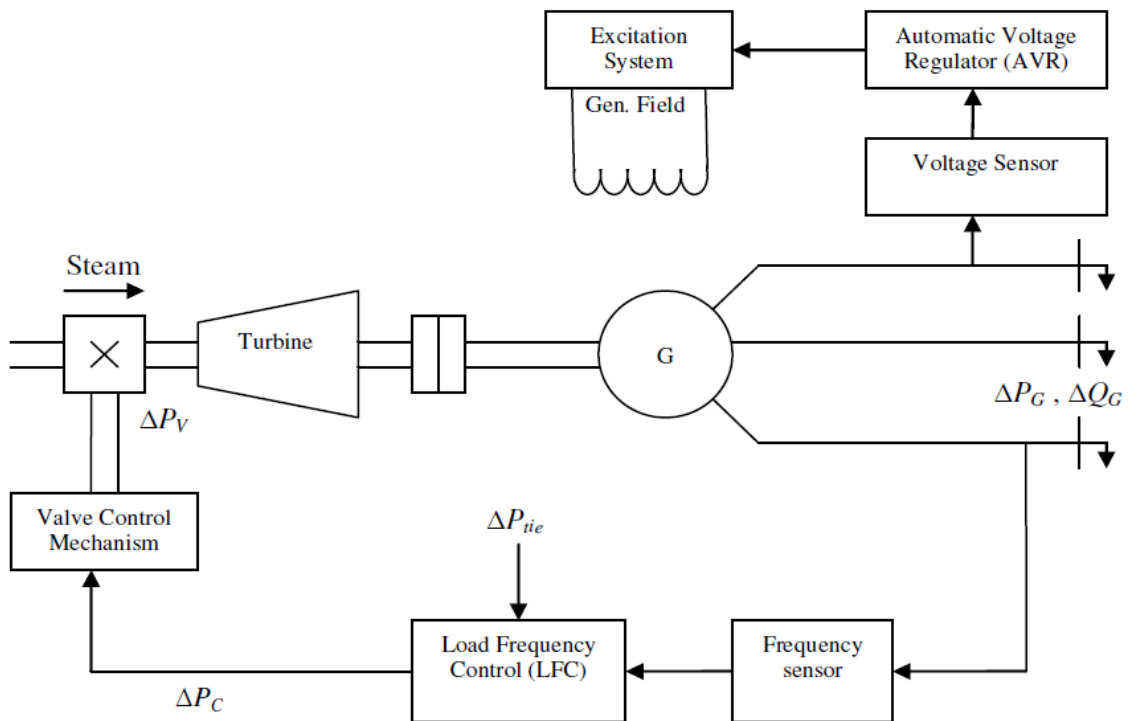 Excitation
System
Automatic Voltage
Regulator (AVR)
Gen. Field
Voltage Sensor
Steam
Turbine
G
ΔP_G , ΔQ_G
ΔP_V
Valve Control
Mechanism
ΔP_tie
Load Frequency
Control (LFC)
Frequency
sensor
ΔP_C